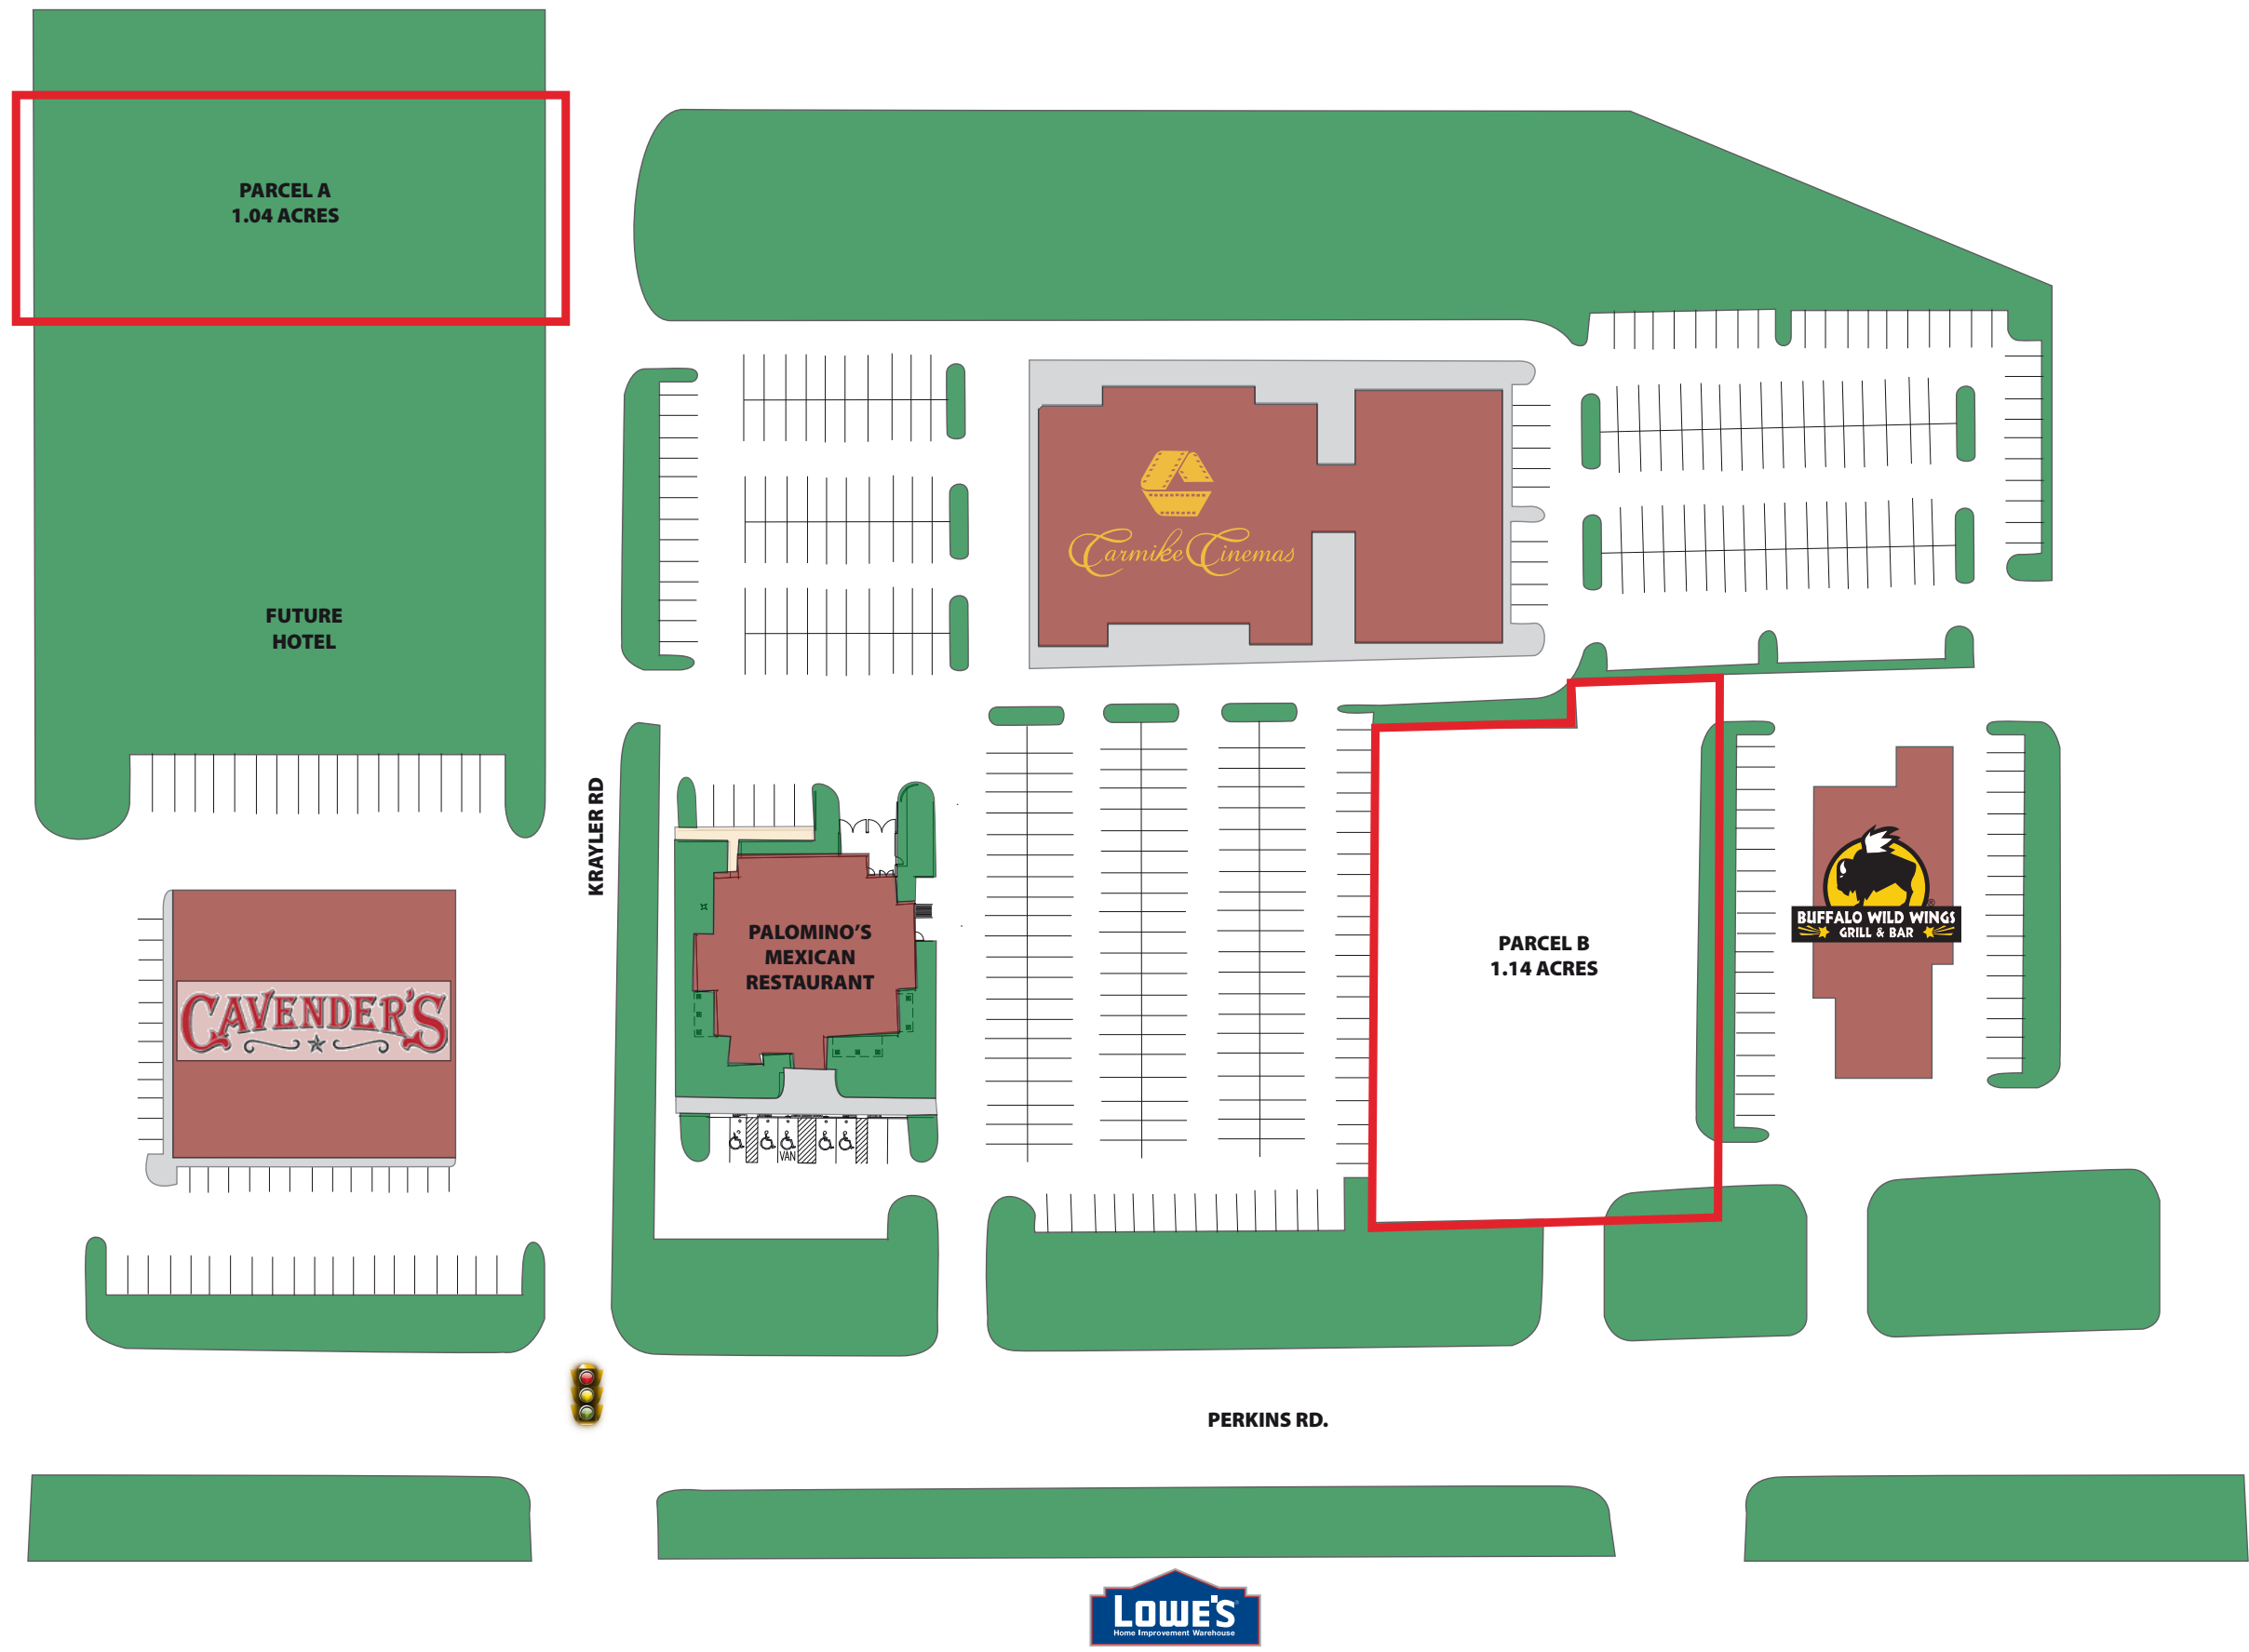 PARCEL A
1.04 ACRES
FUTURE
HOTEL
Carmike Cinemas
KRAYLER RD
PALOMINO'S
MEXICAN
RESTAURANT
VAN
CAVENDER'S
PARCEL B
1.14 ACRES
BUFFALO WILD WINGS
®
GRILL & BAR
PERKINS RD.
LOWE'S
Home Improvement Warehouse